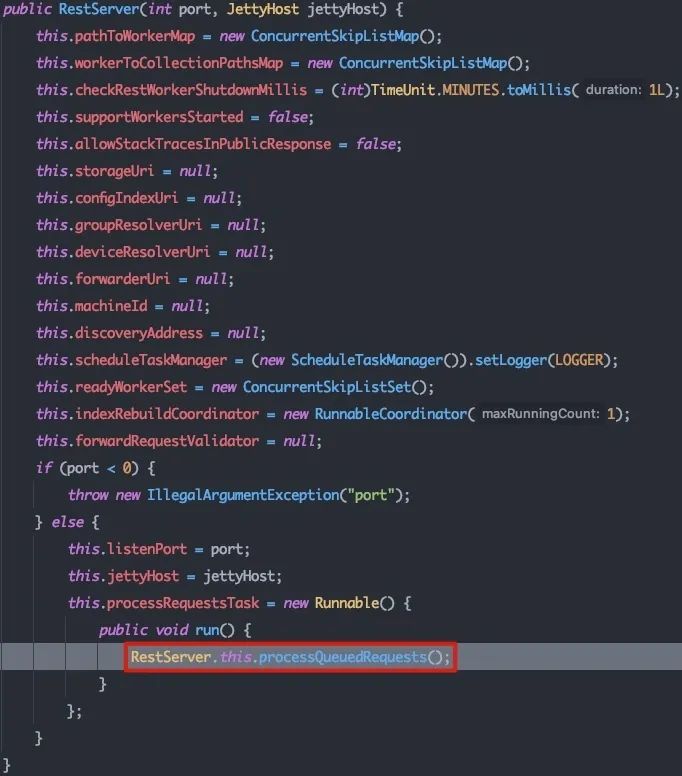 public RestServer(int port, JettyHost jettyHost) {
this.pathToWorkerMap = new ConcurrentSkipListMap();
this.workerToCollectionPathsMap = new ConcurrentSkipListMap();
this.checkRestWorkerShutdownMillis = (int)TimeUnit.MINUTES.toMillis( duration: 1L);
this.supportWorkersStarted = false;
this.allowStackTracesInPublicResponse = false;
this.storageUri = null;
this.configIndexUri = null;
this.groupResolverUri = null;
this.deviceResolverUri = null;
this.forwarderUri = null;
this.machineId = null;
this.discoveryAddress = null;
this.scheduleTaskManager = (new ScheduleTaskManager()).setLogger(LOGGER);
this.readyWorkerSet = new ConcurrentSkipListSet();
this.indexRebuildCoordinator = new RunnableCoordinator( maxRunningCount: 1);
this.forwardRequestValidator = null;
if (port < 0) {
throw new IllegalArgumentException("port");
} else {
this.listenPort = port;
this.jettyHost = jettyHost;
this.processRequestsTask = new Runnable() {
public void run() {
RestServer.this.processQueuedRequests();
}
};
}
}